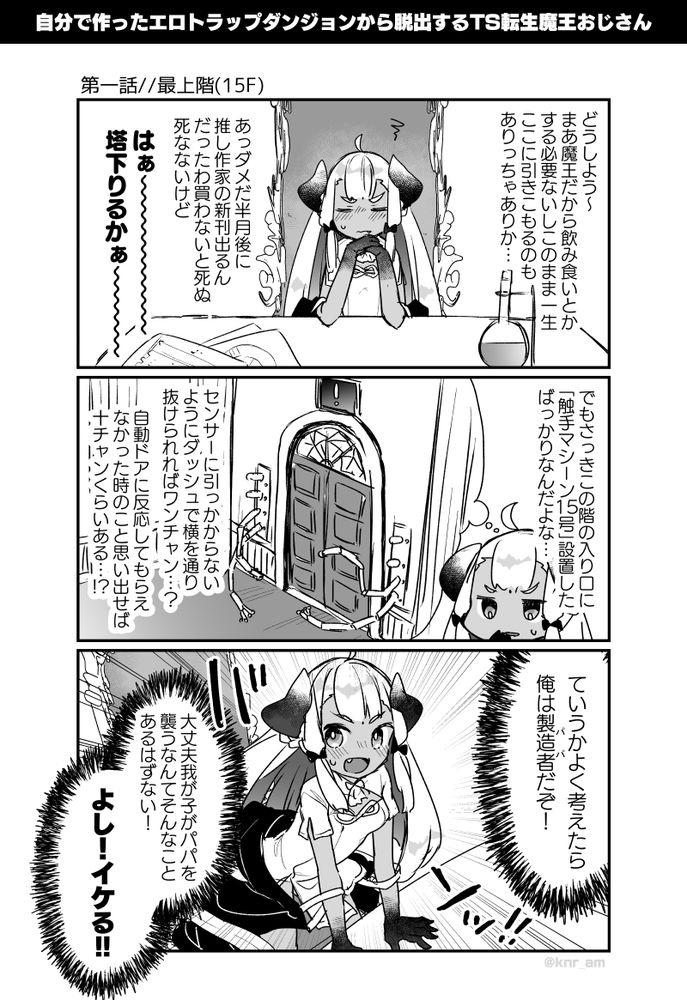 自分で作ったエロトラップダンジョンから脱出するTS転生魔王おじさん
第一話//最上階(15F)
どうしよう～
まあ魔王だから飲み食いとか
する必要ないしこのまま一生
ここに引きこもるのも
ありっちゃありか…
あっダメだ半月後に
推し作家の新刊出るん
だったわ買わないと死ぬ
死なないけど
はぁ～～～～
塔下りるかぁ～～～
でもさっきこの階の入り口に
「触手マシーン15号」設置した
ばっかりなんだよな…
!
センサーに引っかからない
ようにダッシュで横を通り
抜けられればワンチャン…?
自動ドアに反応してもらえ
なかった時のこと思い出せば
十チャンくらいある…!?
ていうかよく考えたら
俺は製造者だぞ！
パパ
大丈夫我が子がパパを
襲うなんてそんなこと
あるはずない！
よし！イケる!!
ソッ!!
@knr_am